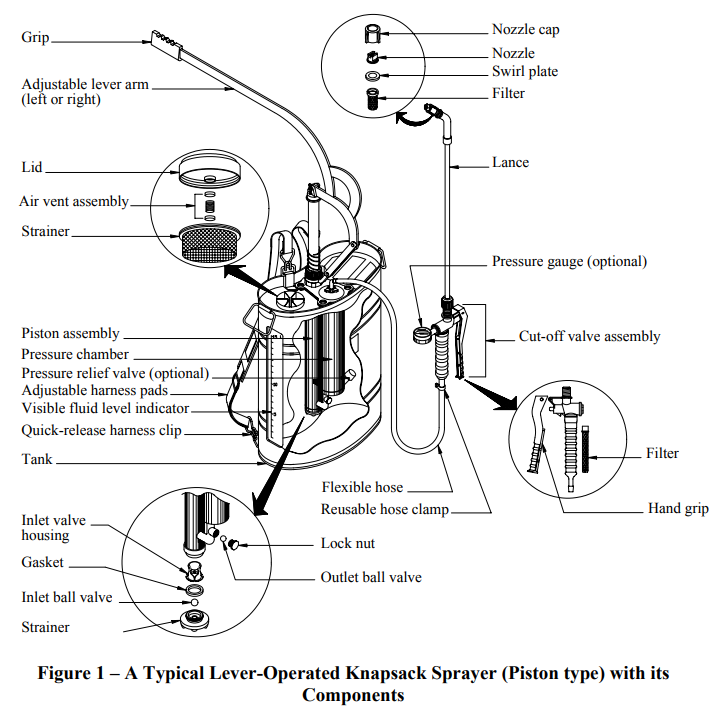 Grip
Adjustable lever arm
(left or right)
Lid
Air vent assembly
Strainer
Piston assembly
Pressure chamber
Pressure relief valve (optional)
Adjustable harness pads
Visible fluid level indicator
Quick-release harness clip
Tank
Inlet valve
housing
Gasket
Inlet ball valve
Strainer
Nozzle cap
Nozzle
Swirl plate
Filter
Lance
Pressure gauge (optional)
Cut-off valve assembly
Filter
Hand grip
Flexible hose
Reusable hose clamp
Lock nut
Outlet ball valve
Figure 1 – A Typical Lever-Operated Knapsack Sprayer (Piston type) with its
Components